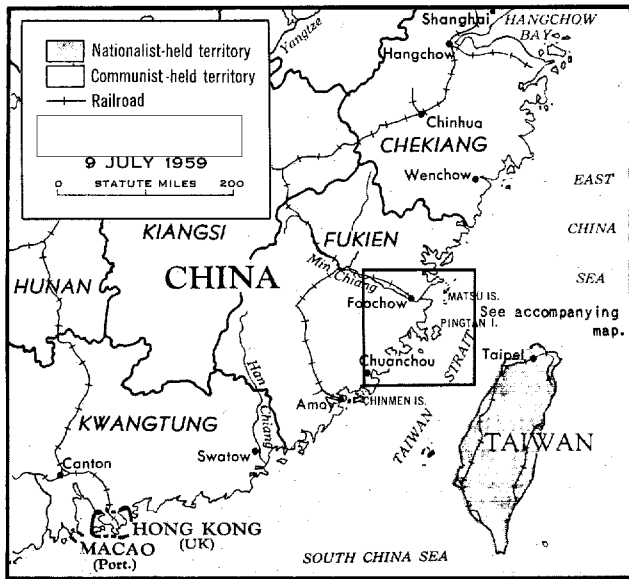 Shanghai
HANGCHOW
BAY
Yangtze
Hangchow
Nationalist-held territory
Communist-held territory
Railroad
9 JULY 1959
0 STATUTE MILES 200
Chinhua
CHEKIANG
Wenchow
EAST
CHINA
SEA
KIANGSI
FUKIEN
HUNAN
CHINA
Min Chiang
Foochow
MATSU IS.
See accompanying
map.
PINGTAN I.
Taipei
STRAIT
Chuanchou
Han Chiang
Amoy
CHINMEN IS.
KWANGTUNG
TAIWAN
TAIWAN
Swatow
Canton
HONG KONG
(UK)
MACAO
(Port.)
SOUTH CHINA SEA